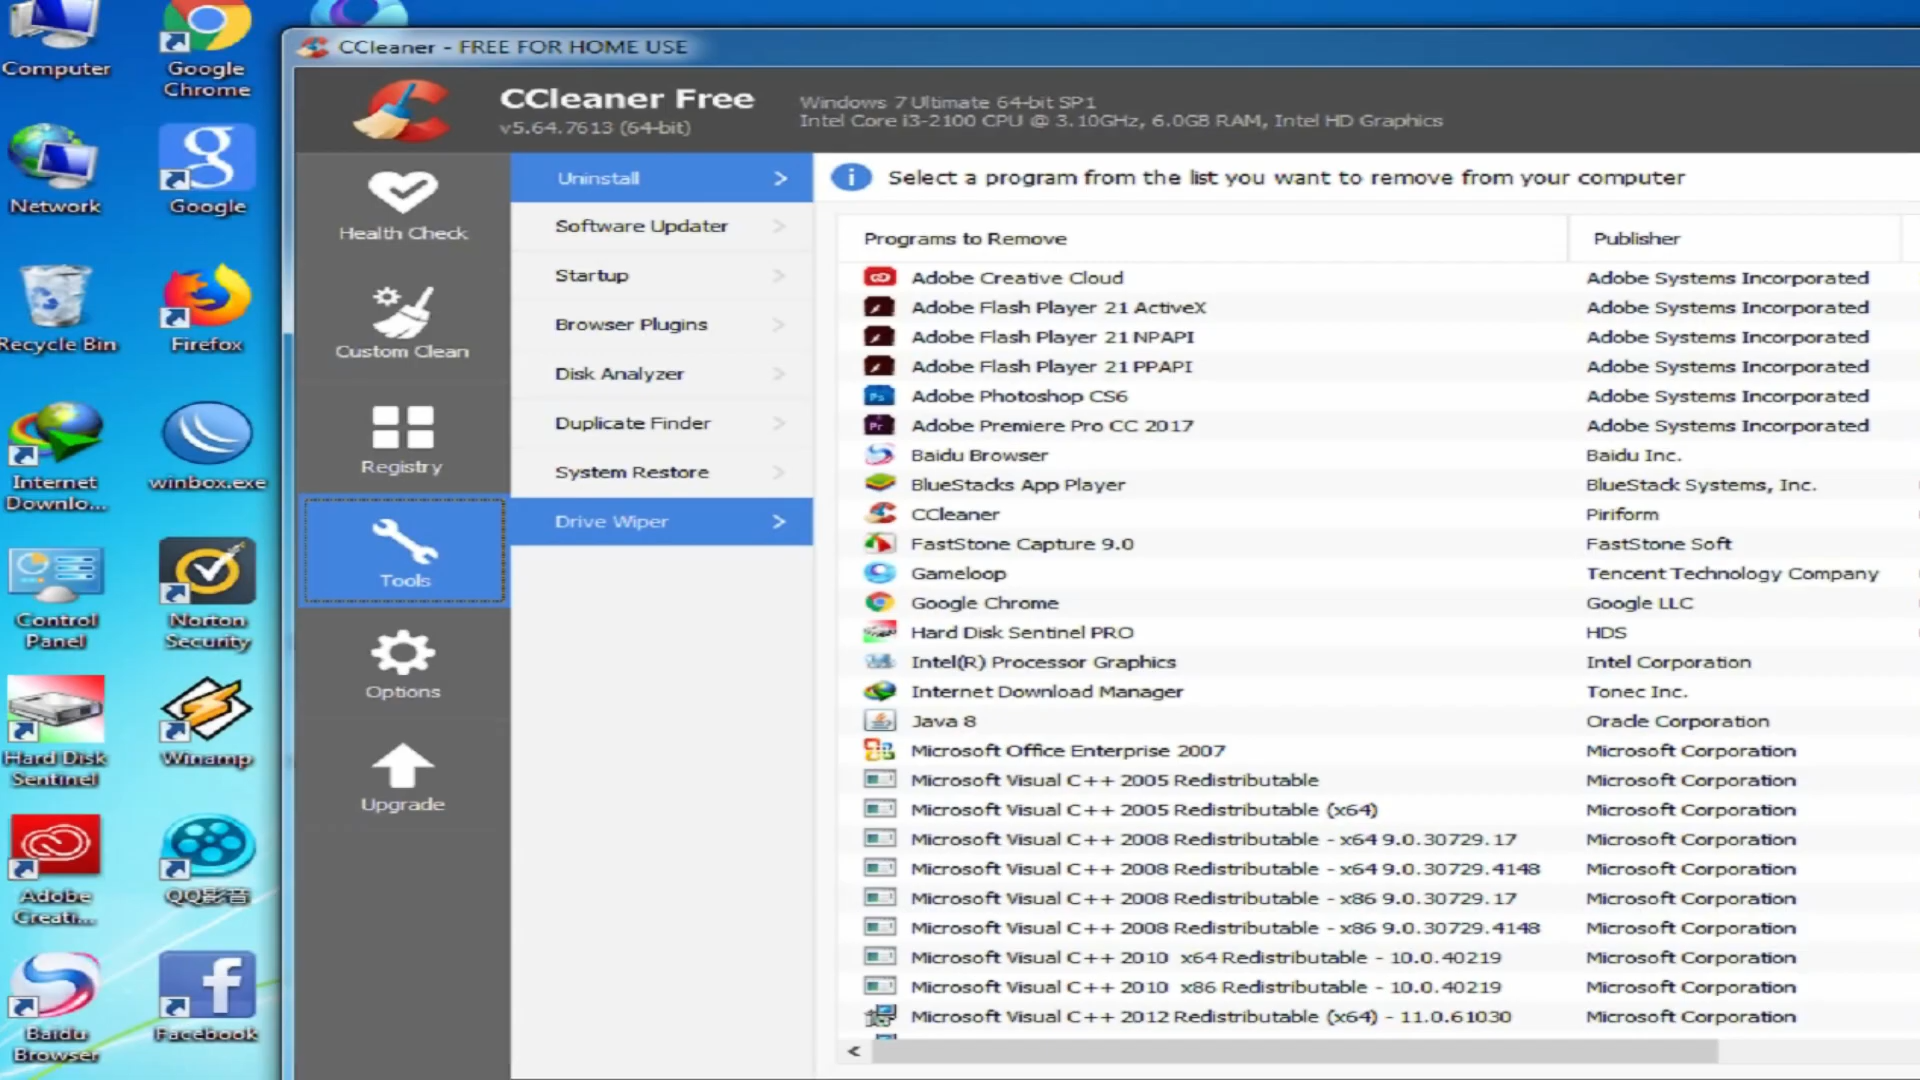 Computer
Google
Chrome
Network
Google
Recycle Bin
Firefox
Internet
Downlo...
winbox.exe
Control
Panel
Norton
Security
Hard Disk
Sentinel
Winamp
Adobe
Creati...
QQ影音
Baidu
Browser
Facebook
CCleaner - FREE FOR HOME USE
CCleaner Free
v5.64.7613 (64-bit)
Windows 7 Ultimate 64-bit SP1
Intel Core i3-2100 CPU @ 3.10GHz, 6.0GB RAM, Intel HD Graphics
Health Check
Custom Clean
Registry
Tools
Options
Upgrade
Uninstall
Software Updater
Startup
Browser Plugins
Disk Analyzer
Duplicate Finder
System Restore
Drive Wiper
Select a program from the list you want to remove from your computer
Programs to Remove Publisher
Adobe Creative Cloud Adobe Systems Incorporated
Adobe Flash Player 21 ActiveX Adobe Systems Incorporated
Adobe Flash Player 21 NPAPI Adobe Systems Incorporated
Adobe Flash Player 21 PPAPI Adobe Systems Incorporated
Adobe Photoshop CS6 Adobe Systems Incorporated
Adobe Premiere Pro CC 2017 Adobe Systems Incorporated
Baidu Browser Baidu Inc.
BlueStacks App Player BlueStack Systems, Inc.
CCleaner Piriform
FastStone Capture 9.0 FastStone Soft
Gameloop Tencent Technology Company
Google Chrome Google LLC
Hard Disk Sentinel PRO HDS
Intel(R) Processor Graphics Intel Corporation
Internet Download Manager Tonec Inc.
Java 8 Oracle Corporation
Microsoft Office Enterprise 2007 Microsoft Corporation
Microsoft Visual C++ 2005 Redistributable Microsoft Corporation
Microsoft Visual C++ 2005 Redistributable (x64) Microsoft Corporation
Microsoft Visual C++ 2008 Redistributable - x64 9.0.30729.17 Microsoft Corporation
Microsoft Visual C++ 2008 Redistributable - x64 9.0.30729.4148 Microsoft Corporation
Microsoft Visual C++ 2008 Redistributable - x86 9.0.30729.17 Microsoft Corporation
Microsoft Visual C++ 2008 Redistributable - x86 9.0.30729.4148 Microsoft Corporation
Microsoft Visual C++ 2010 x64 Redistributable - 10.0.40219 Microsoft Corporation
Microsoft Visual C++ 2010 x86 Redistributable - 10.0.40219 Microsoft Corporation
Microsoft Visual C++ 2012 Redistributable (x64) - 11.0.61030 Microsoft Corporation